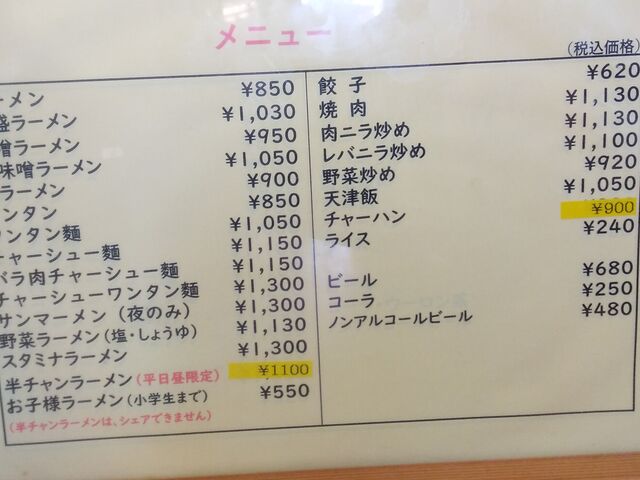 メニュー
(税込価格)
ーメン ¥850
盛ラーメン ¥1,030
噌ラーメン ¥950
味噌ラーメン ¥1,050
ラーメン ¥900
ンタン ¥850
ワンタン麺 ¥1,050
チャーシュー麺 ¥1,150
バラ肉チャーシュー麺 ¥1,150
チャーシューワンタン麺 ¥1,300
サンマーメン(夜のみ) ¥1,300
野菜ラーメン(塩・しょうゆ) ¥1,130
スタミナラーメン ¥1,300
半チャンラーメン(平日昼限定) ¥1100
お子様ラーメン(小学生まで) ¥550
(半チャンラーメンは、シェアできません)
餃子 ¥620
焼肉 ¥1,130
肉ニラ炒め ¥1,130
レバニラ炒め ¥1,100
野菜炒め ¥920
天津飯 ¥1,050
チャーハン ¥900
ライス ¥240
ビール ¥680
コーラ ¥250
ノンアルコールビール ¥480